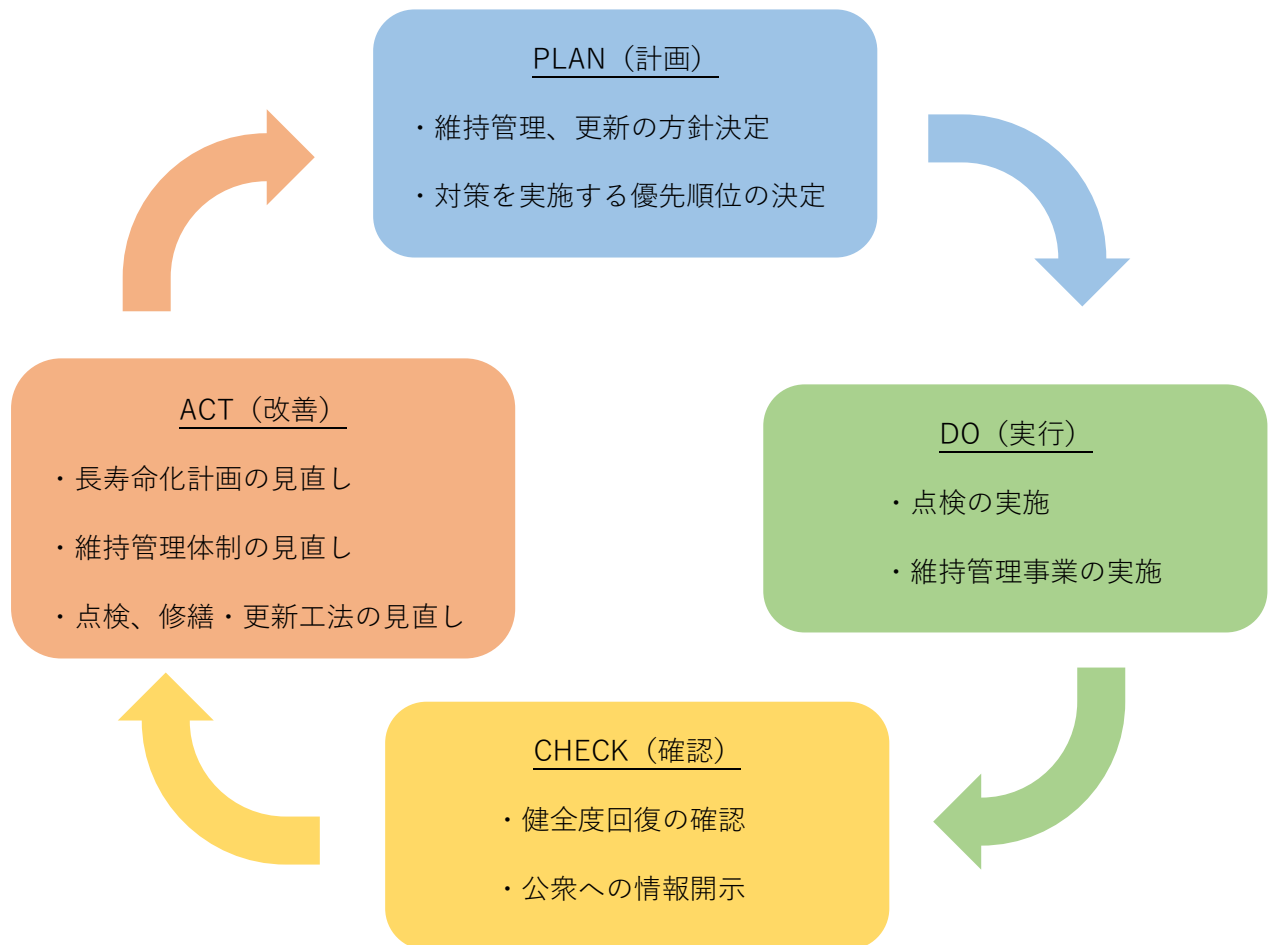 PLAN（計画）
・維持管理、更新の方針決定
・対策を実施する優先順位の決定
DO（実行）
・点検の実施
・維持管理事業の実施
CHECK（確認）
・健全度回復の確認
・公衆への情報開示
ACT（改善）
・長寿命化計画の見直し
・維持管理体制の見直し
・点検、修繕・更新工法の見直し